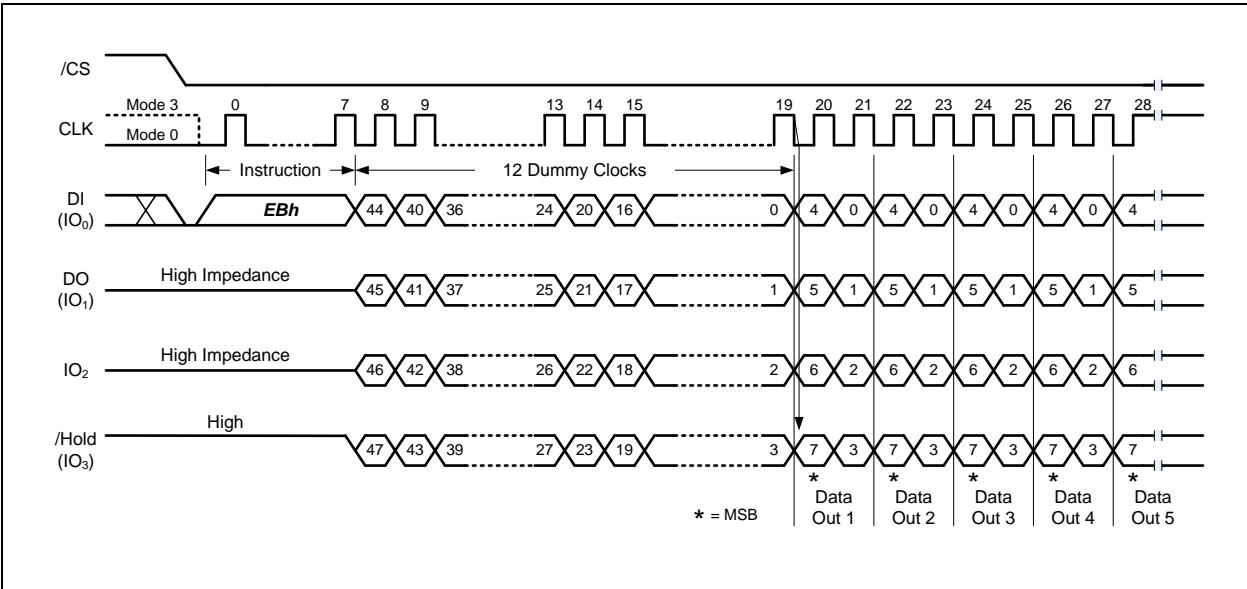 /CS
Mode 3
0 7 8 9 13 14 15 19 20 21 22 23 24 25 26 27 28
CLK
Mode 0
Instruction 12 Dummy Clocks
DI
(IO₀)
EBh 44 40 36 24 20 16 0 4 0 4 0 4 0 4 0 4
DO
(IO₁)
High Impedance 45 41 37 25 21 17 1 5 1 5 1 5 1 5 1 5
IO₂
High Impedance 46 42 38 26 22 18 2 6 2 6 2 6 2 6 2 6
/Hold
(IO₃)
High 47 43 39 27 23 19 3 7 3 7 3 7 3 7 3 7
* * * * *
* = MSB
Data Out 1
Data Out 2
Data Out 3
Data Out 4
Data Out 5